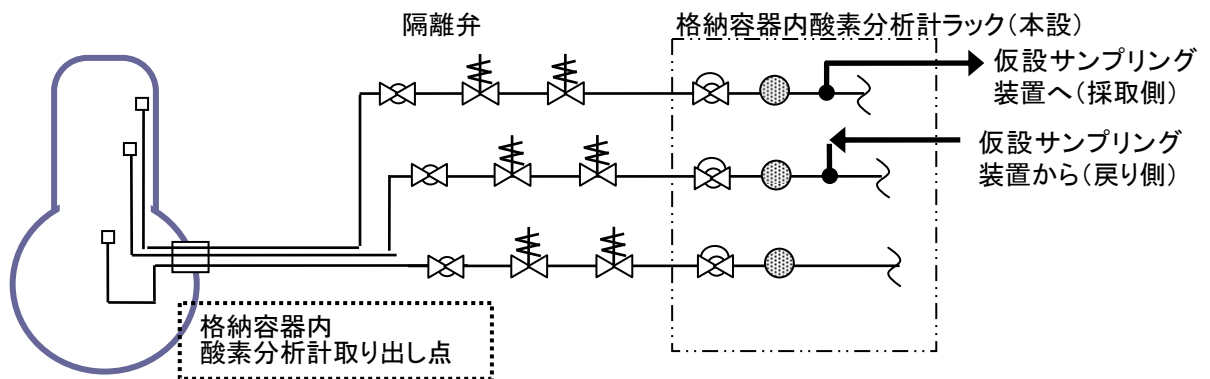 隔離弁
格納容器内酸素分析計ラック(本設)
仮設サンプリング
装置へ(採取側)
仮設サンプリング
装置から(戻り側)
格納容器内
酸素分析計取り出し点